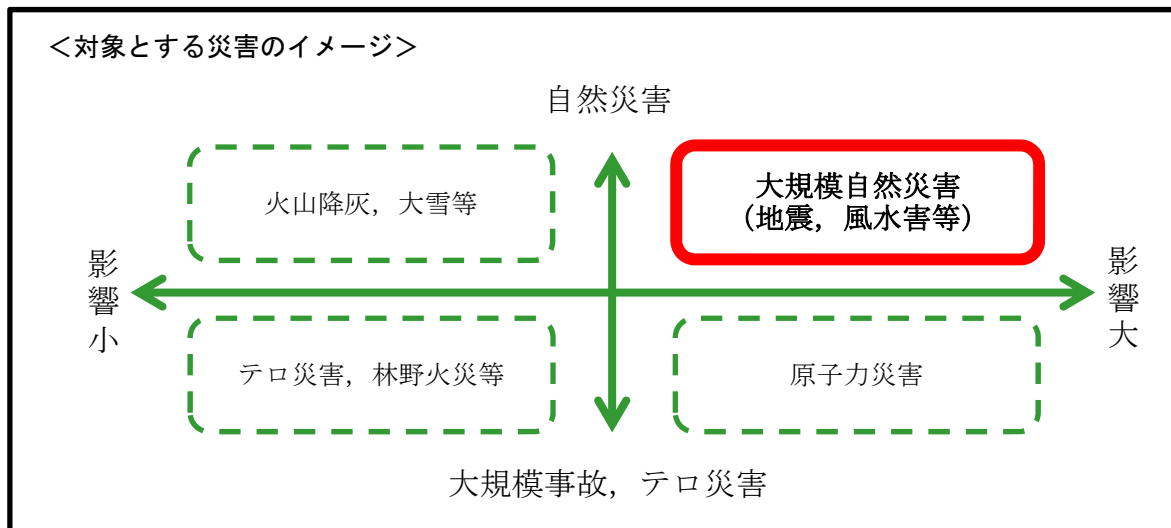 ＜対象とする災害のイメージ＞
自然災害
火山降灰，大雪等
大規模自然災害
（地震，風水害等）
影響小
影響大
テロ災害，林野火災等
原子力災害
大規模事故，テロ災害